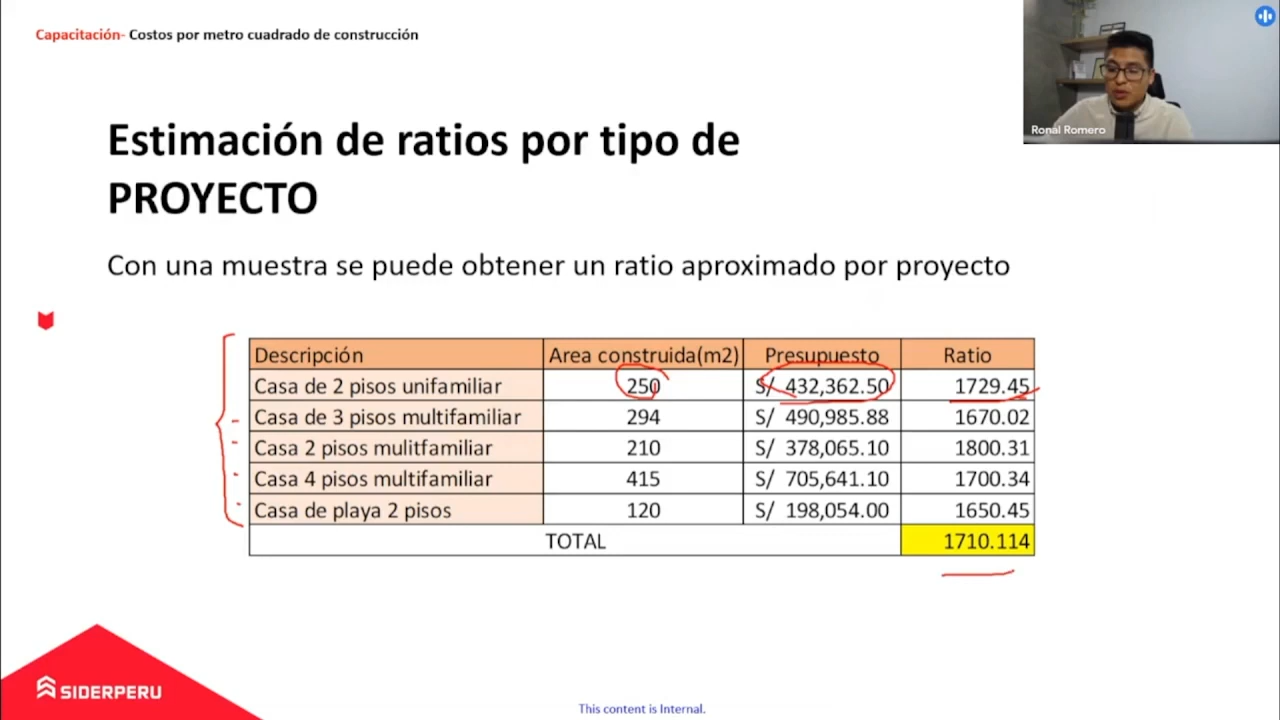 Capacitación- Costos por metro cuadrado de construcción
Ronal Romero
Estimación de ratios por tipo de
PROYECTO
Con una muestra se puede obtener un ratio aproximado por proyecto
Descripción Area construida(m2) Presupuesto Ratio
Casa de 2 pisos unifamiliar 250 S/ 432,362.50 1729.45
Casa de 3 pisos multifamiliar 294 S/ 490,985.88 1670.02
Casa 2 pisos mulitfamiliar 210 S/ 378,065.10 1800.31
Casa 4 pisos multifamiliar 415 S/ 705,641.10 1700.34
Casa de playa 2 pisos 120 S/ 198,054.00 1650.45
TOTAL 1710.114
SIDERPERU
This content is Internal.